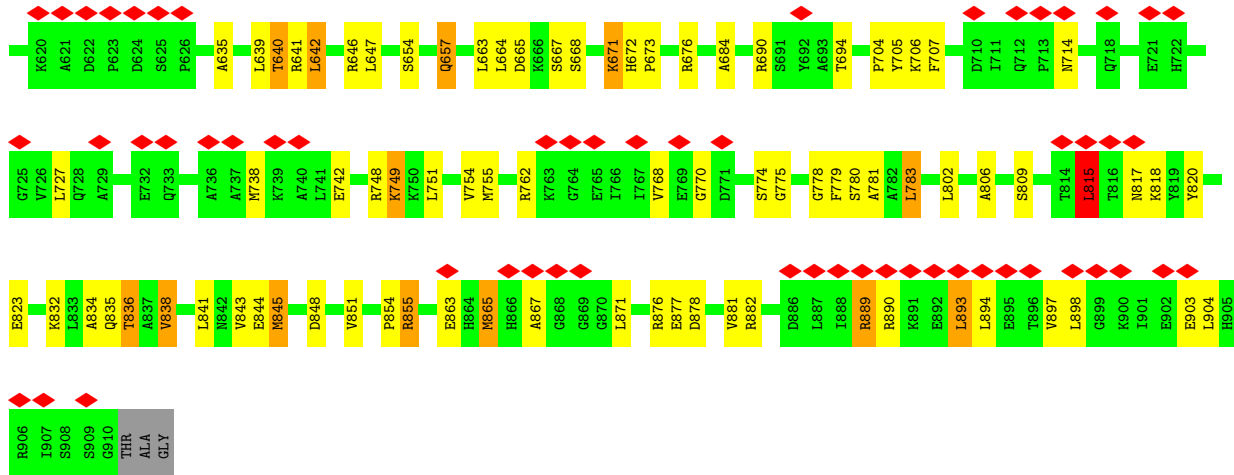 K620 A621 D622 P623 D624 S625 P626 A635 L639 T640 R641 L642 R646 L647 S654 Q657 L663 L664 D665 K666 S667 S668 K671 H672 P673 R676 A684 R690 S691 Y692 A693 T694 P704 Y705 K706 F707 D710 I711 Q712 P713 N714 Q718 E721 H722
G725 V726 L727 Q728 A729 E732 Q733 A736 A737 M738 K739 A740 L741 E742 R748 K749 K750 L751 V754 M755 R762 K763 G764 E765 I766 I767 V768 E769 G770 D771 S774 G775 G778 F779 S780 A781 A782 L783 L802 A806 S809 T814 L815 T816 N817 K818 Y819 Y820
E823 K832 L833 A834 Q835 T836 A837 V838 L841 N842 V843 E844 M845 D848 V851 P854 R855 E863 H864 M865 H866 A867 G868 G869 G870 L871 R876 E877 D878 V881 R882 D886 L887 I888 R889 R890 K891 E892 L893 L894 E895 T896 V897 L898 G899 K900 I901 E902 E903 L904 H905
R906 I907 S908 S909 G910 THR ALA GLY